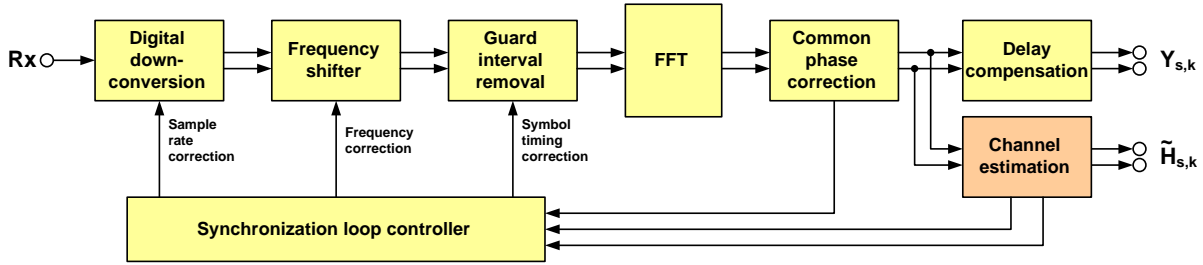 Rx
Digital
down-
conversion
Frequency
shifter
Guard
interval
removal
FFT
Common
phase
correction
Delay
compensation
Y_{s,k}
Sample
rate
correction
Frequency
correction
Symbol
timing
correction
Channel
estimation
H̃_{s,k}
Synchronization loop controller